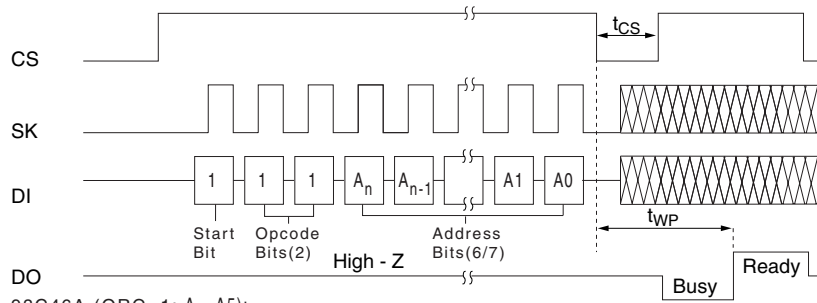 tCS
CS
SK
1 1 1 An An-1 A1 A0
DI
tWP
Start Bit
Opcode Bits(2)
Address Bits(6/7)
High - Z
Ready
DO
Busy